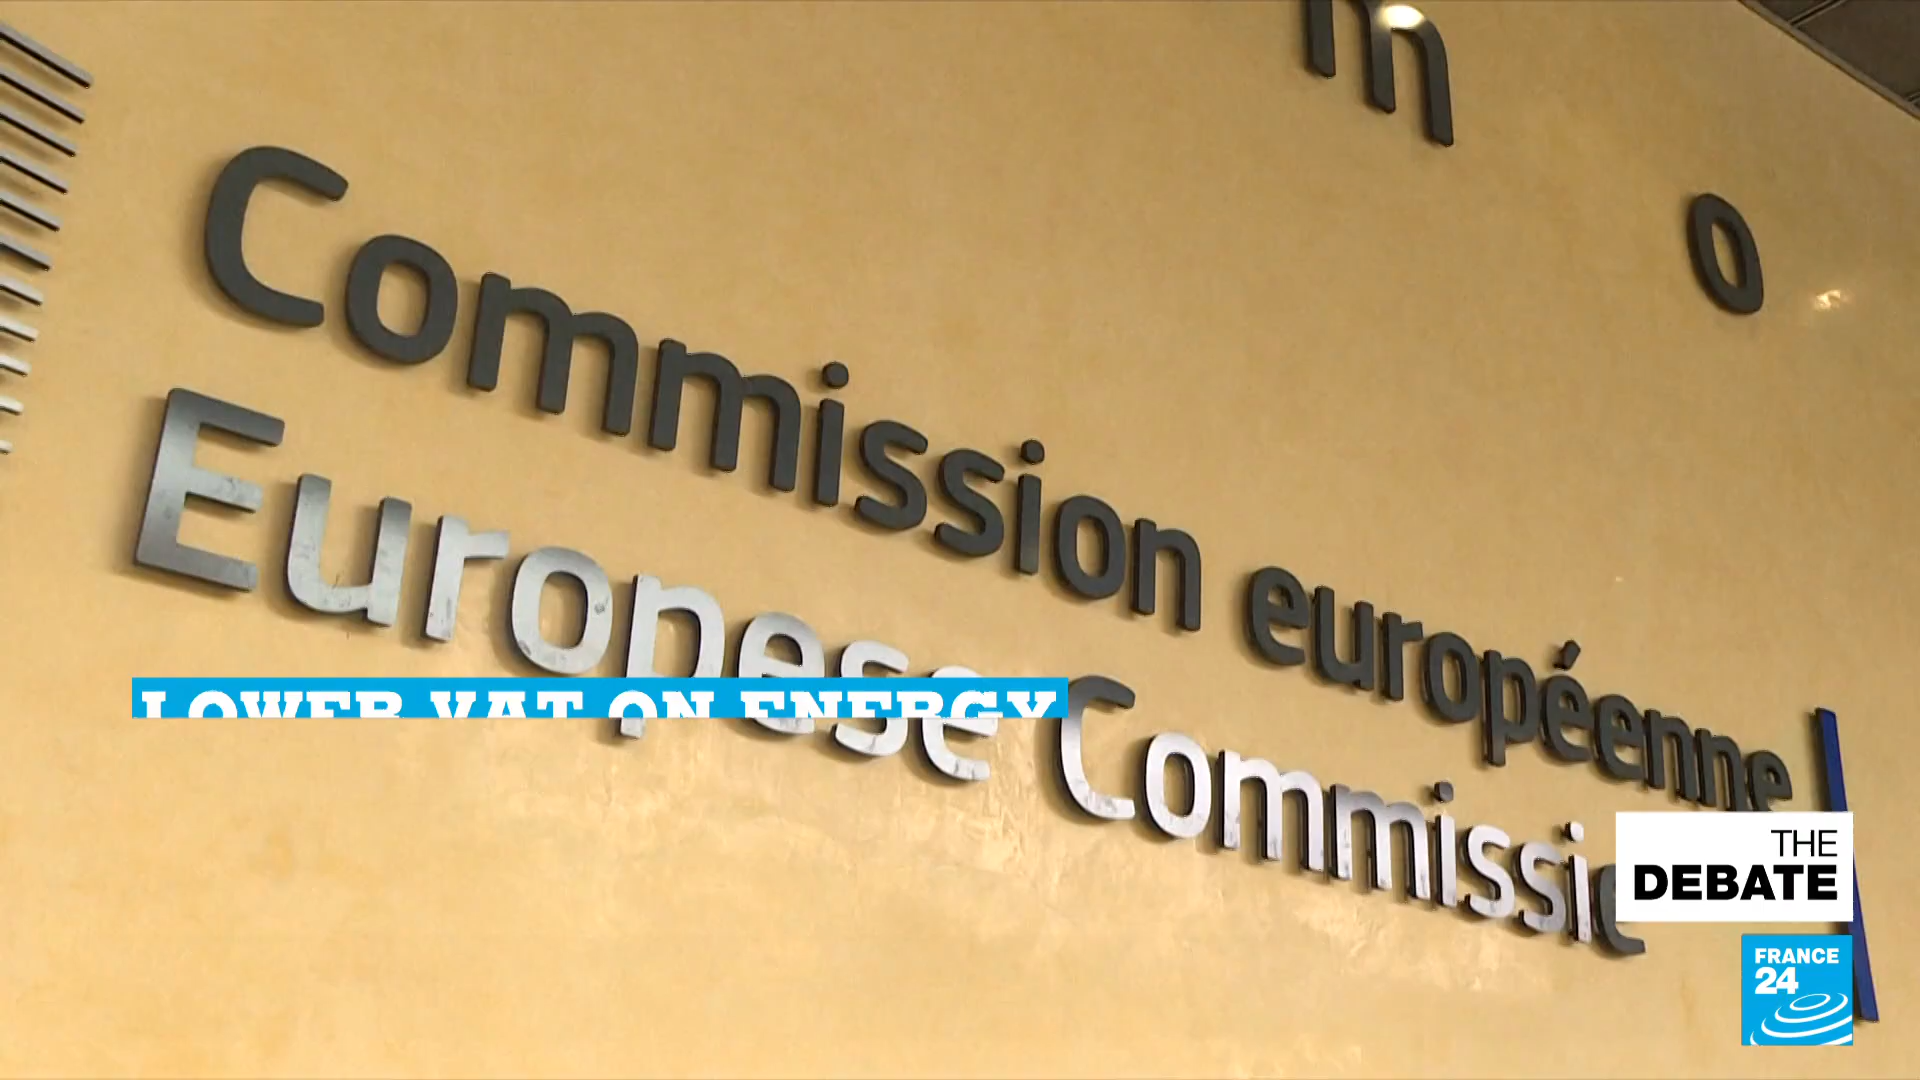 m
o
Commission européenne
Europese Commissie
LOWER VAT ON ENERGY
THE
DEBATE
FRANCE
24